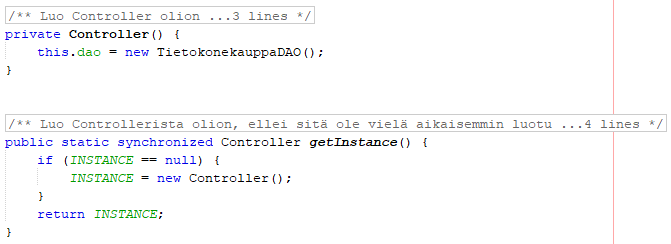 /** Luo Controller olion ...3 lines */
private Controller() {
    this.dao = new TietokonekauppaDAO();
}
/** Luo Controllerista olion, ellei sitä ole vielä aikaisemmin luotu ...4 lines */
public static synchronized Controller getInstance() {
    if (INSTANCE == null) {
        INSTANCE = new Controller();
    }
    return INSTANCE;
}